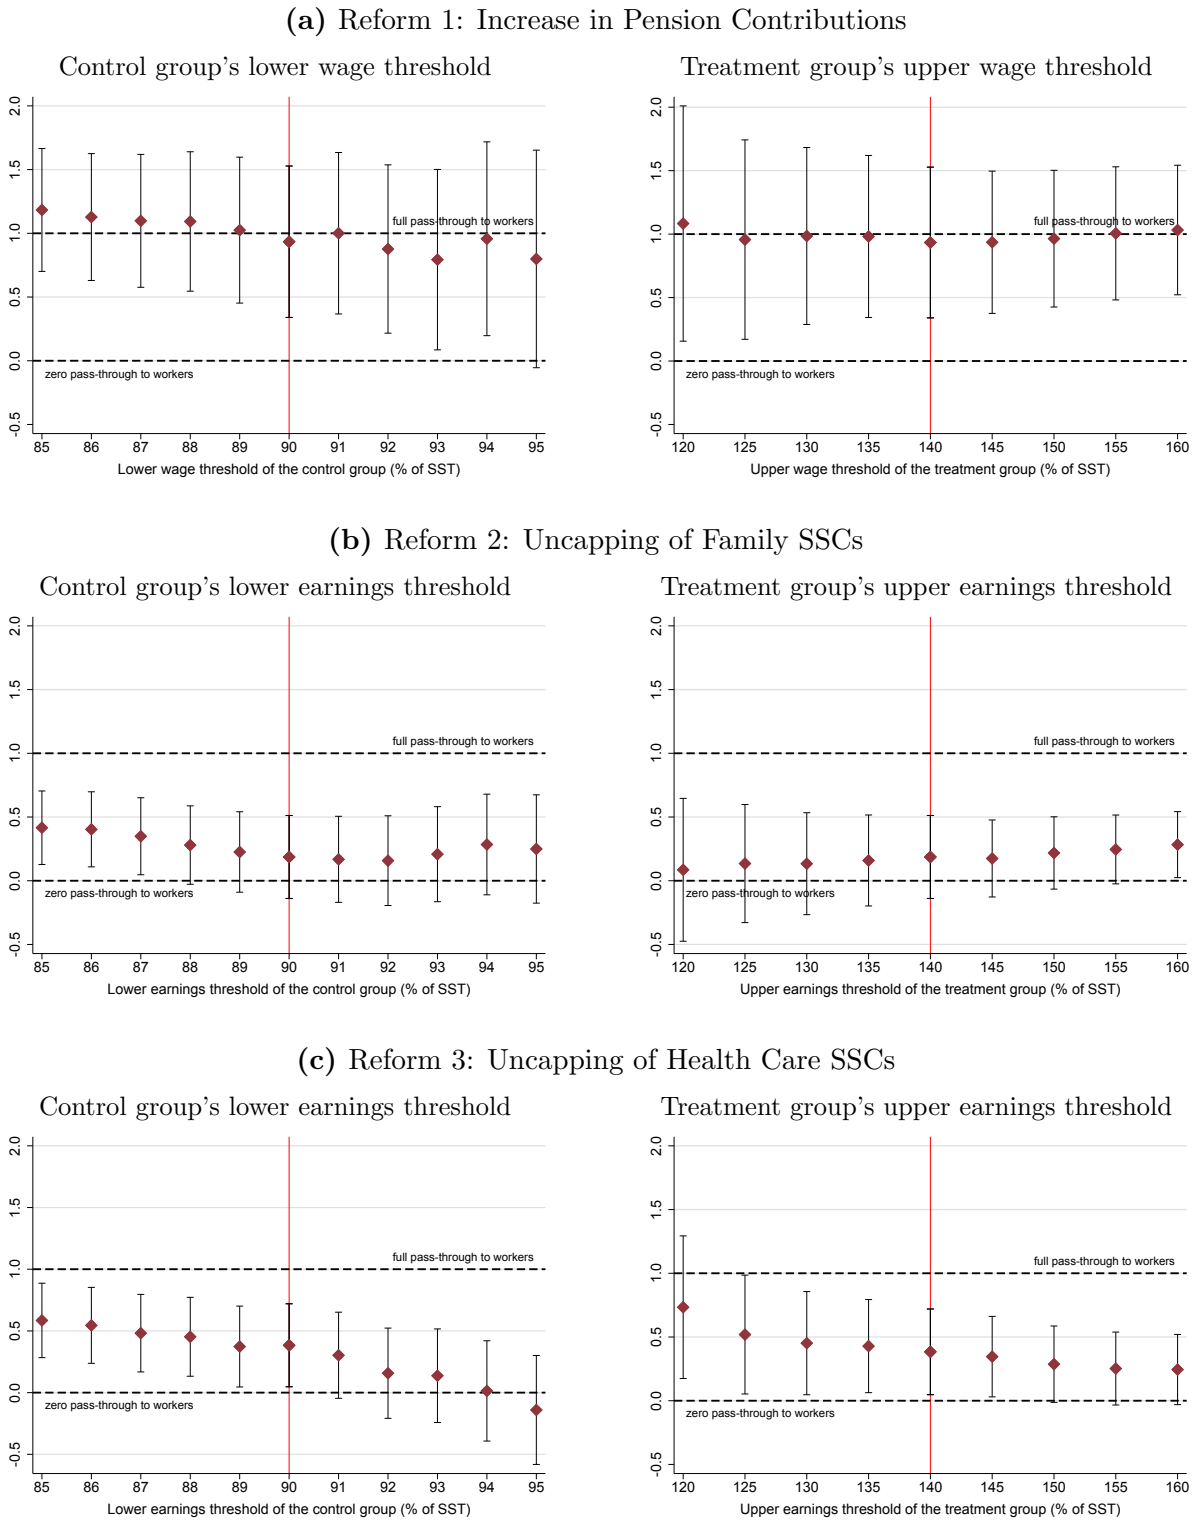 (a) Reform 1: Increase in Pension Contributions
Control group's lower wage threshold
2.0
1.5
1.0
0.5
0.0
-0.5
full pass-through to workers
zero pass-through to workers
85 86 87 88 89 90 91 92 93 94 95
Lower wage threshold of the control group (% of SST)
Treatment group's upper wage threshold
2.0
1.5
1.0
0.5
0.0
-0.5
full pass-through to workers
zero pass-through to workers
120 125 130 135 140 145 150 155 160
Upper wage threshold of the treatment group (% of SST)
(b) Reform 2: Uncapping of Family SSCs
Control group's lower earnings threshold
2.0
1.5
1.0
0.5
0.0
-0.5
full pass-through to workers
zero pass-through to workers
85 86 87 88 89 90 91 92 93 94 95
Lower earnings threshold of the control group (% of SST)
Treatment group's upper earnings threshold
2.0
1.5
1.0
0.5
0.0
-0.5
full pass-through to workers
zero pass-through to workers
120 125 130 135 140 145 150 155 160
Upper earnings threshold of the treatment group (% of SST)
(c) Reform 3: Uncapping of Health Care SSCs
Control group's lower earnings threshold
2.0
1.5
1.0
0.5
0.0
-0.5
full pass-through to workers
zero pass-through to workers
85 86 87 88 89 90 91 92 93 94 95
Lower earnings threshold of the control group (% of SST)
Treatment group's upper earnings threshold
2.0
1.5
1.0
0.5
0.0
-0.5
full pass-through to workers
zero pass-through to workers
120 125 130 135 140 145 150 155 160
Upper earnings threshold of the treatment group (% of SST)